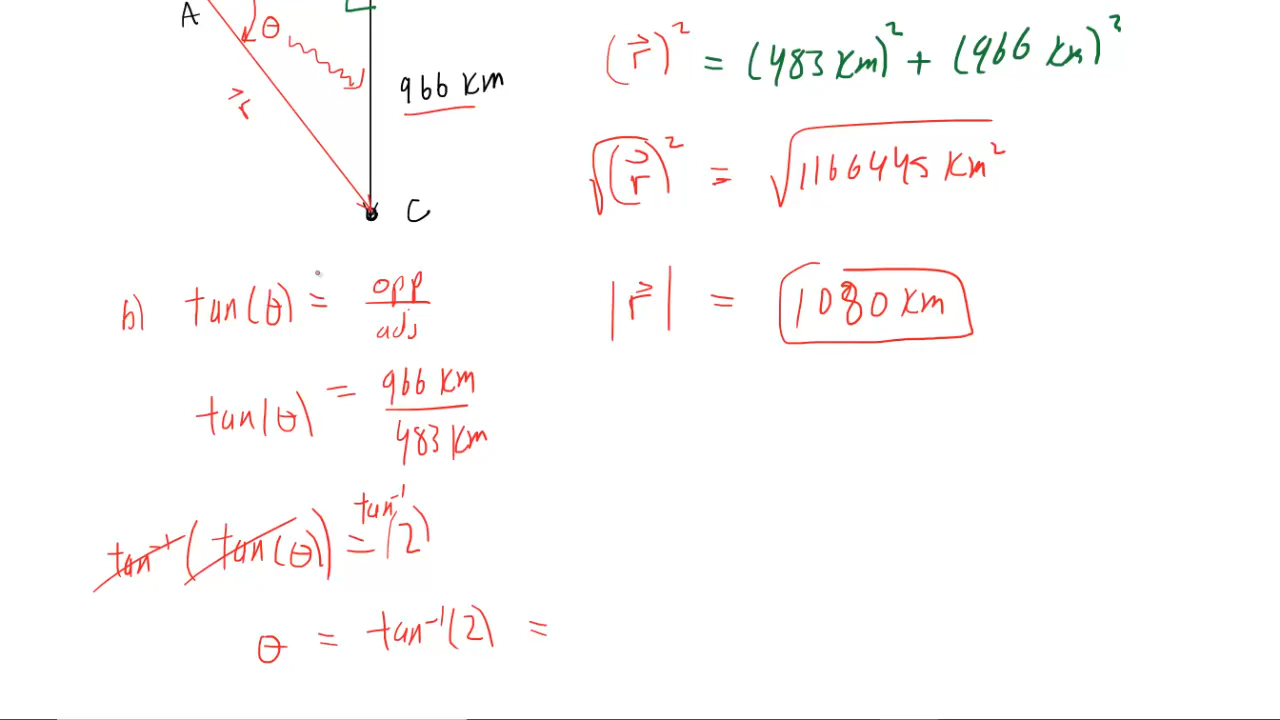 A
θ
966 km
r⃗
C
(r⃗)² = (483 km)² + (966 km)²
√(r⃗)² = √1166445 km²
|r⃗| = 1080 km
b) tan(θ) = opp/adj
tan(θ) = 966 km/483 km
tan⁻¹(tan(θ)) = tan⁻¹(2)
θ = tan⁻¹(2) =